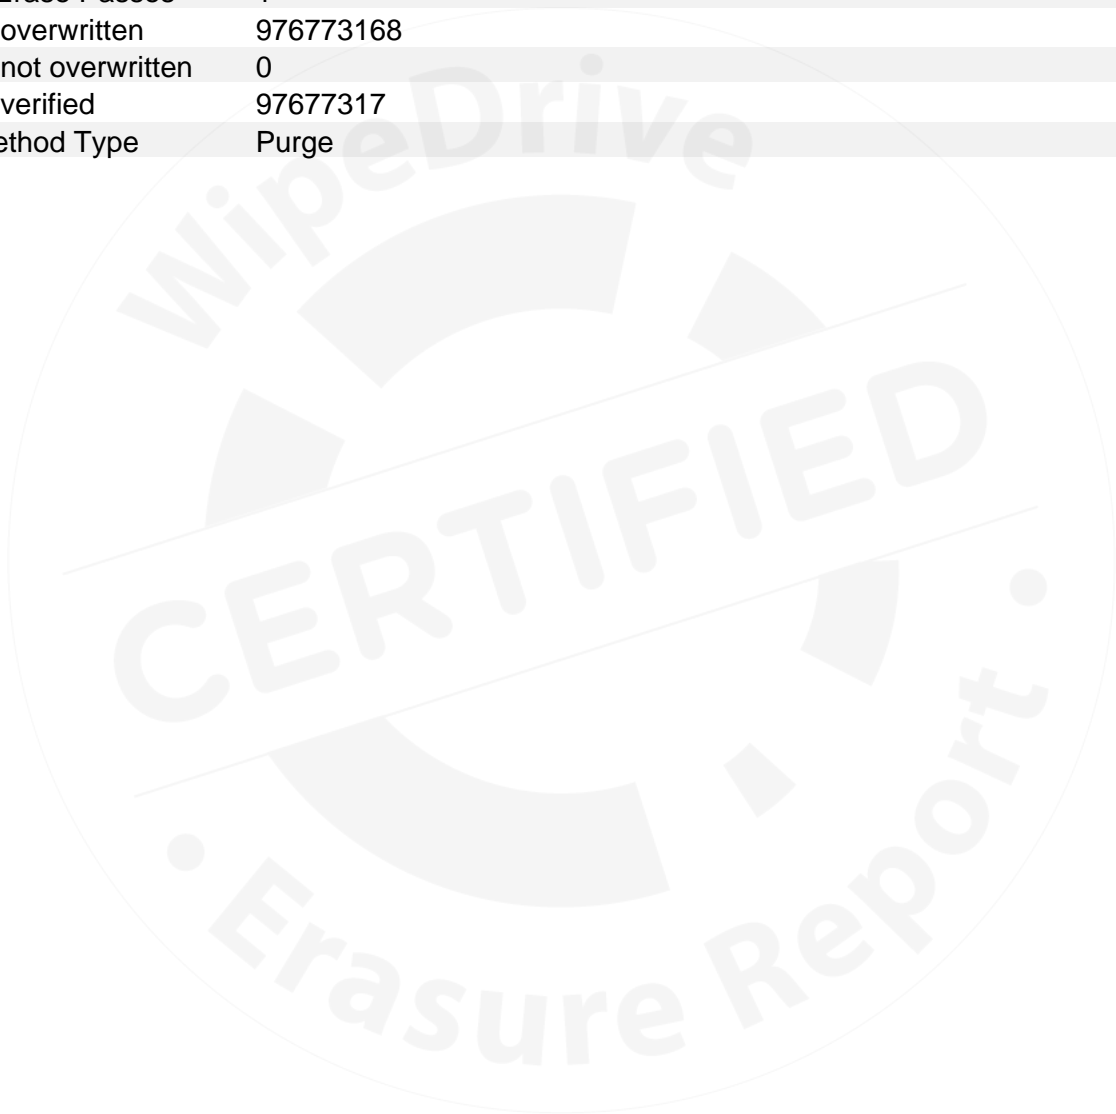 overwritten 976773168
not overwritten 0
verified 97677317
ethod Type Purge
WipeDrive
CERTIFIED
Erasure Report